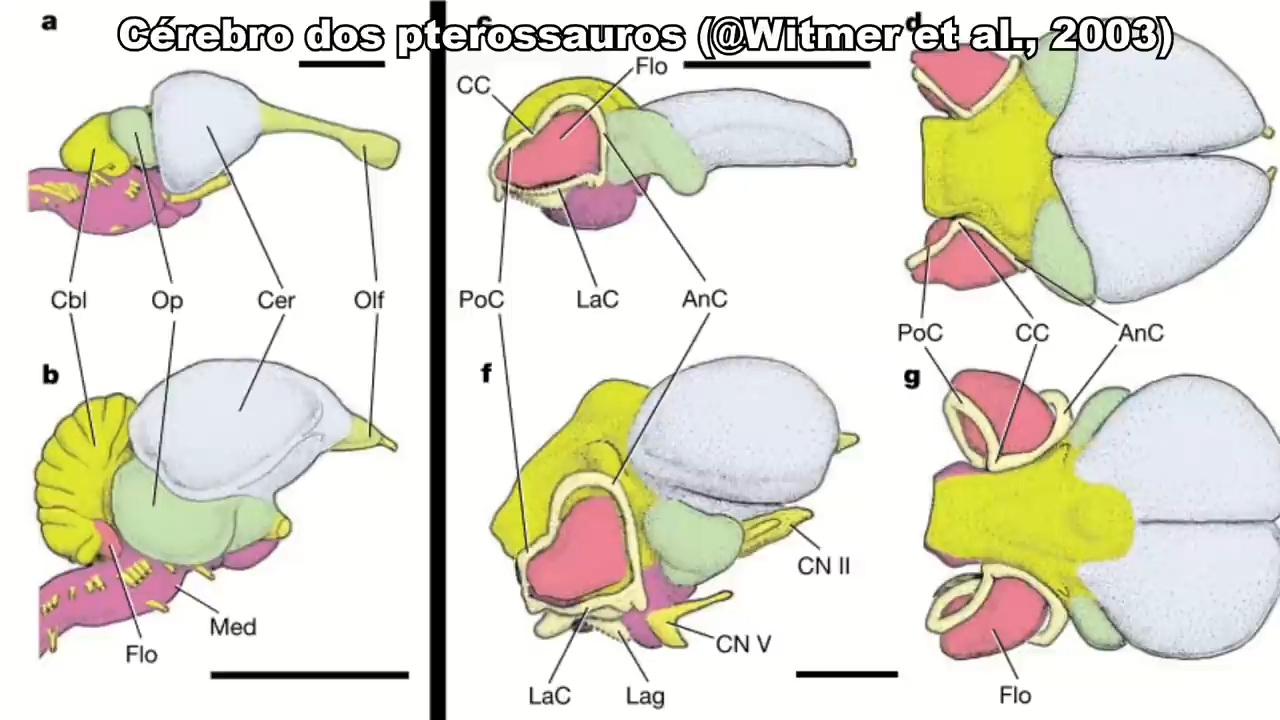 Cérebro dos pterossauros (@Witmer et al., 2003)
a
c
d
Flo
CC
Cbl
Op
Cer
Olf
PoC
LaC
AnC
PoC
CC
AnC
b
f
g
CN II
Med
CN V
Flo
LaC
Lag
Flo